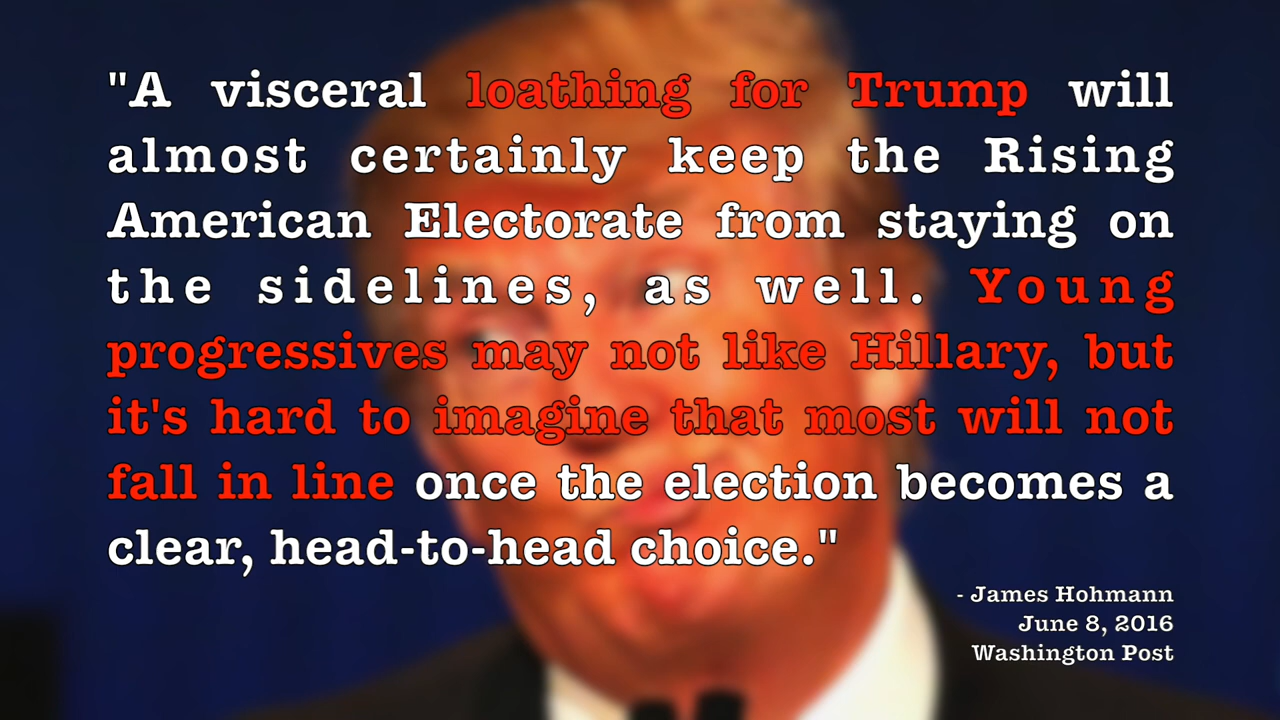 "A visceral loathing for Trump will
almost certainly keep the Rising
American Electorate from staying on
the sidelines, as well. Young
progressives may not like Hillary, but
it's hard to imagine that most will not
fall in line once the election becomes a
clear, head-to-head choice."
- James Hohmann
June 8, 2016
Washington Post